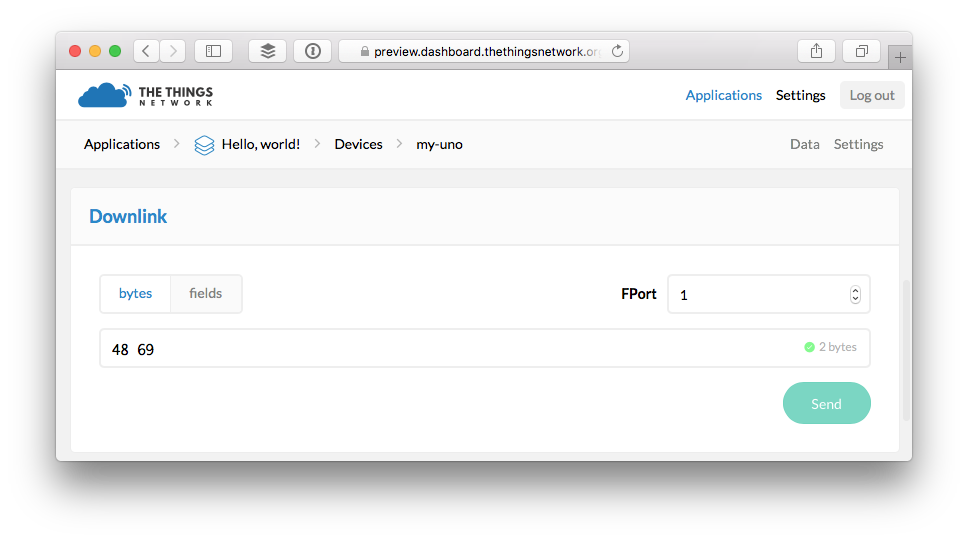 preview.dashboard.thethingsnetwork.or
THE THINGS
NETWORK
Applications Settings Log out
Applications Hello, world! Devices my-uno Data Settings
Downlink
bytes fields FPort 1
48 69 2 bytes
Send